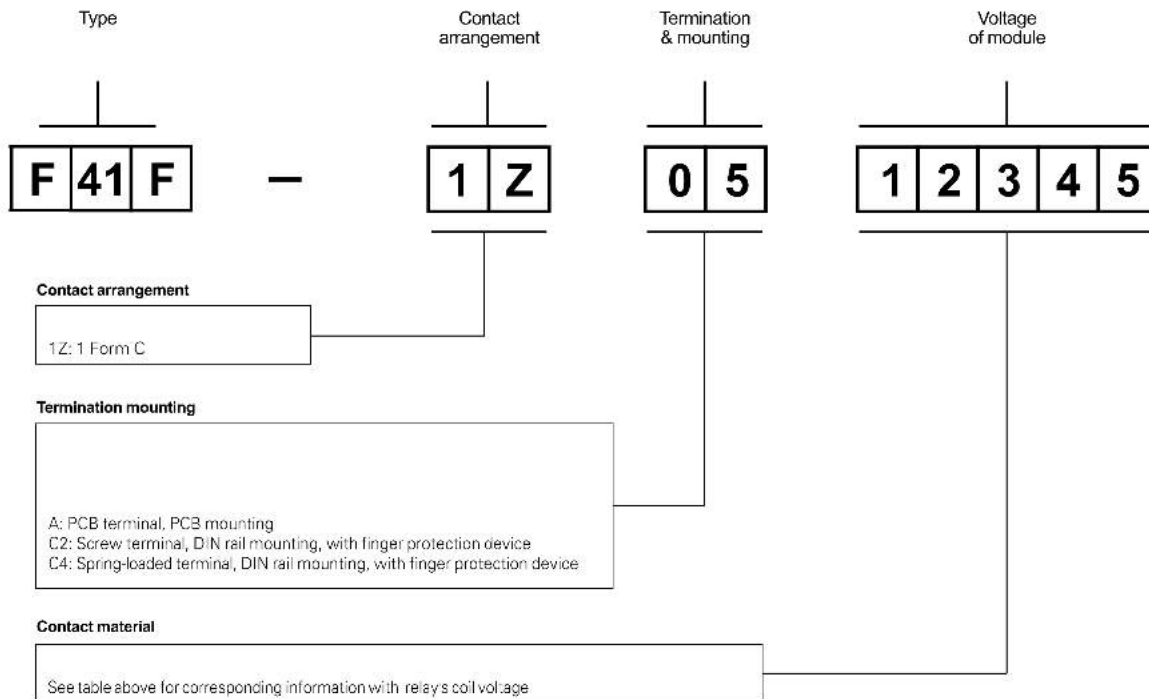 Type
Contact
arrangement
Termination
& mounting
Voltage
of module
F 41 F – 1 Z 0 5 1 2 3 4 5
Contact arrangement
1Z: 1 Form C
Termination mounting
A: PCB terminal, PCB mounting
C2: Screw terminal, DIN rail mounting, with finger protection device
C4: Spring-loaded terminal, DIN rail mounting, with finger protection device
Contact material
See table above for corresponding information with relay's coil voltage